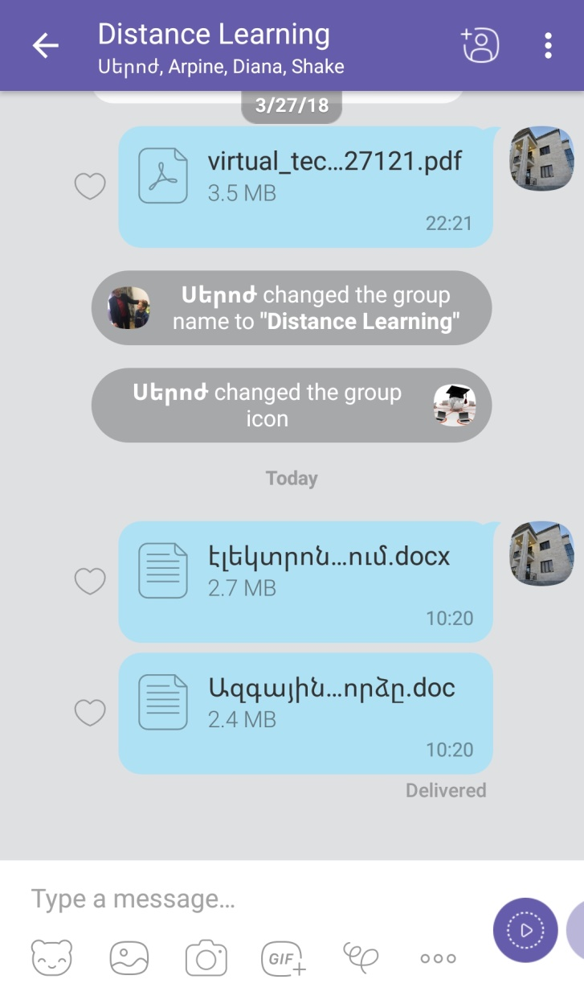 Distance Learning
Սերոժ, Arpine, Diana, Shake
3/27/18
virtual_tec...27121.pdf
3.5 MB
22:21
Սերոժ changed the group
name to "Distance Learning"
Սերոժ changed the group
icon
Today
էլեկտրոն...ում.docx
2.7 MB
10:20
Ազգային...որձը.doc
2.4 MB
10:20
Delivered
Type a message...
GIF